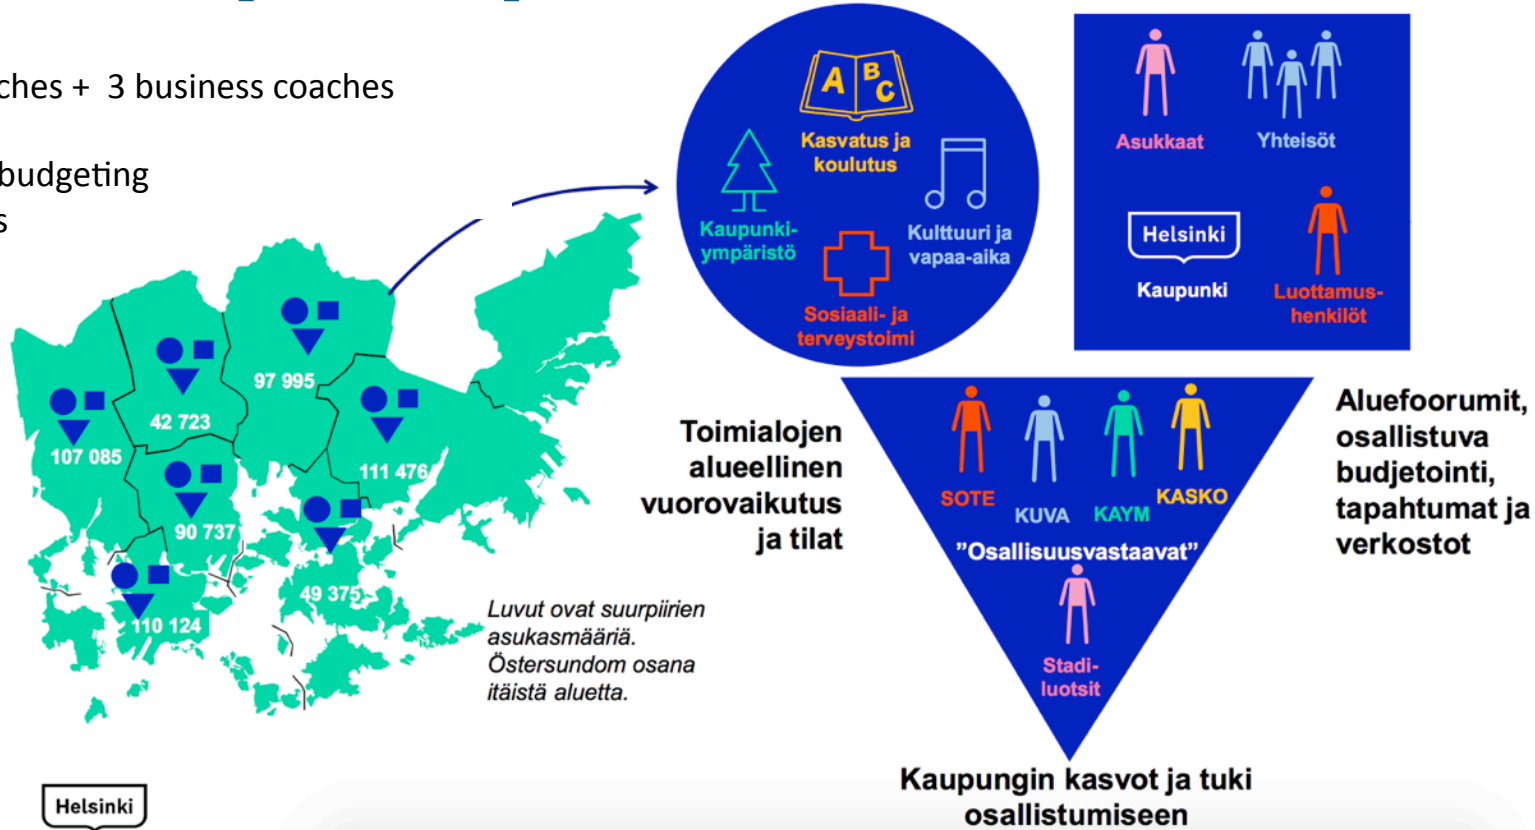 ches + 3 business coaches
budgeting
s
Kasvatus ja
koulutus
Kaupunki-
ympäristö
Kulttuuri ja
vapaa-aika
Sosiaali- ja
terveystoimi
A
B
C
Asukkaat
Yhteisöt
Helsinki
Kaupunki
Luottamus-
henkilöt
97 995
42 723
107 085
111 476
90 737
49 375
110 124
Luvut ovat suurpiirien
asukasmääriä.
Östersundom osana
itäistä aluetta.
Toimialojen
alueellinen
vuorovaikutus
ja tilat
SOTE
KUVA
KAYM
KASKO
”Osallisuusvastaavat”
Stadi-
luotsit
Aluefoorumit,
osallistuva
budjetointi,
tapahtumat ja
verkostot
Kaupungin kasvot ja tuki
osallistumiseen
Helsinki